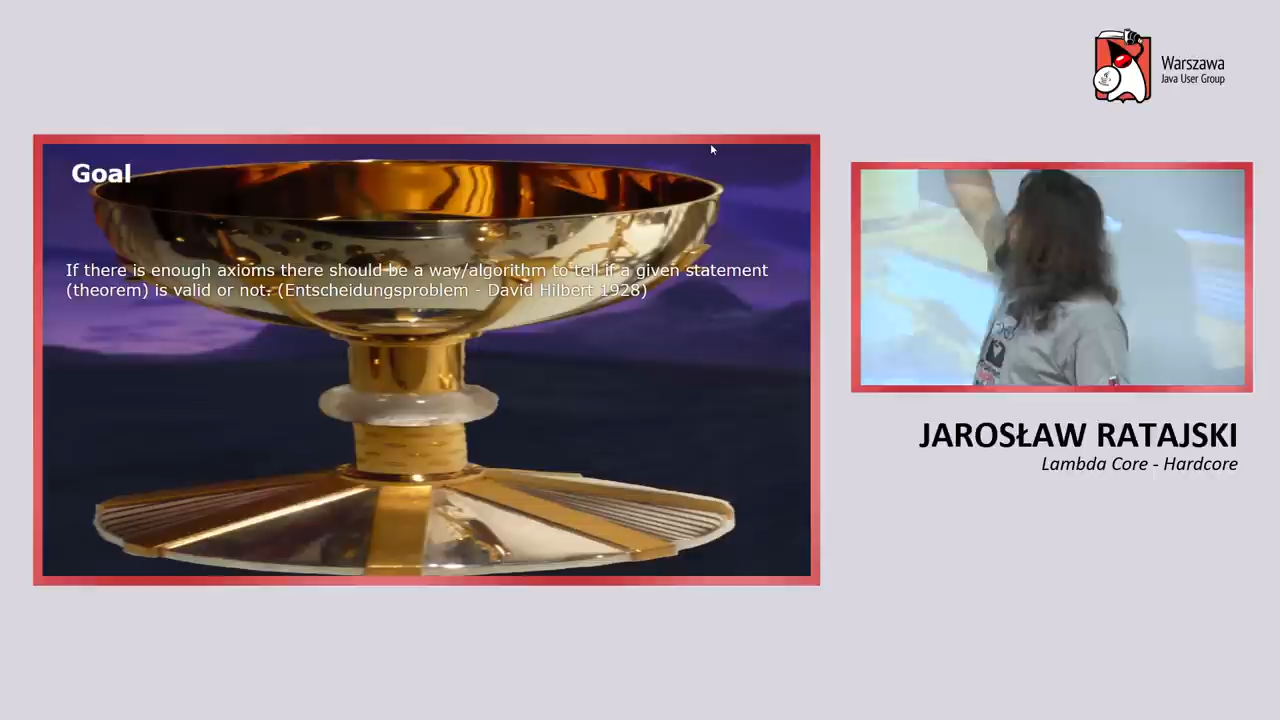 Warszawa
Java User Group
Goal
If there is enough axioms there should be a way/algorithm to tell if a given statement
(theorem) is valid or not. (Entscheidungsproblem - David Hilbert 1928)
JAROSŁAW RATAJSKI
Lambda Core - Hardcore